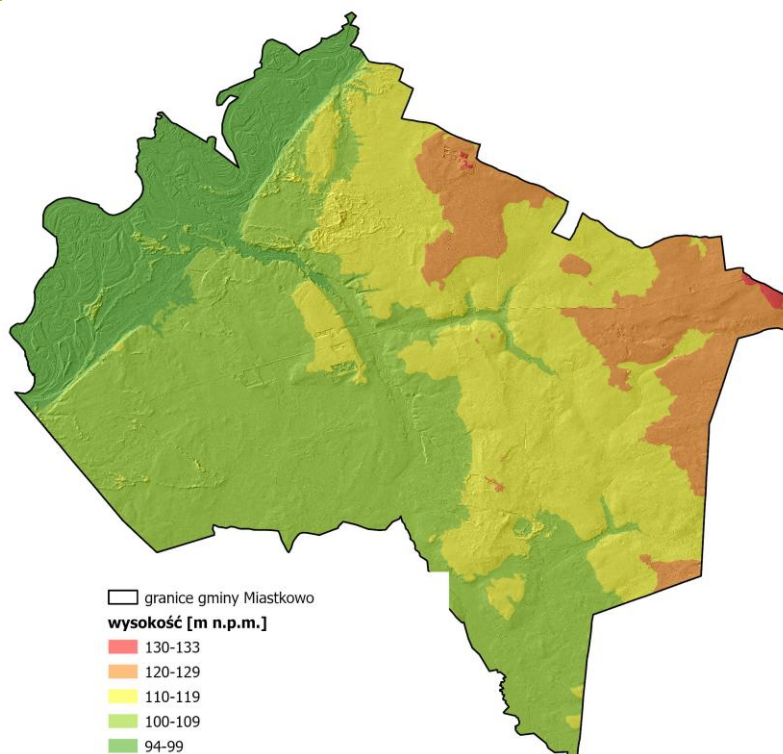 granice gminy Miastkowo
wysokość [m n.p.m.]
130-133
120-129
110-119
100-109
94-99